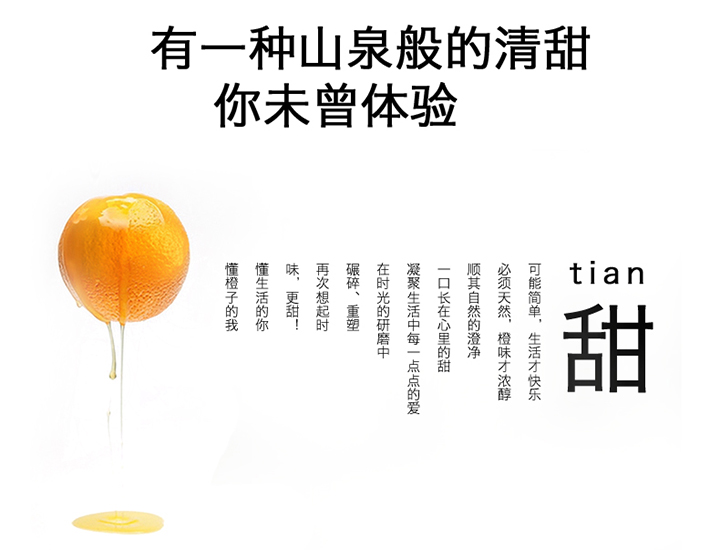 有一种山泉般的清甜
你未曾体验
tian
甜
可能简单，生活才快乐
必须天然，橙味才浓醇
顺其自然的澄净
一口长在心里的甜
凝聚生活中每一点点的爱
在时光的研磨中
碾碎、重塑
再次想起时
味，更甜！
懂生活的你
懂橙子的我